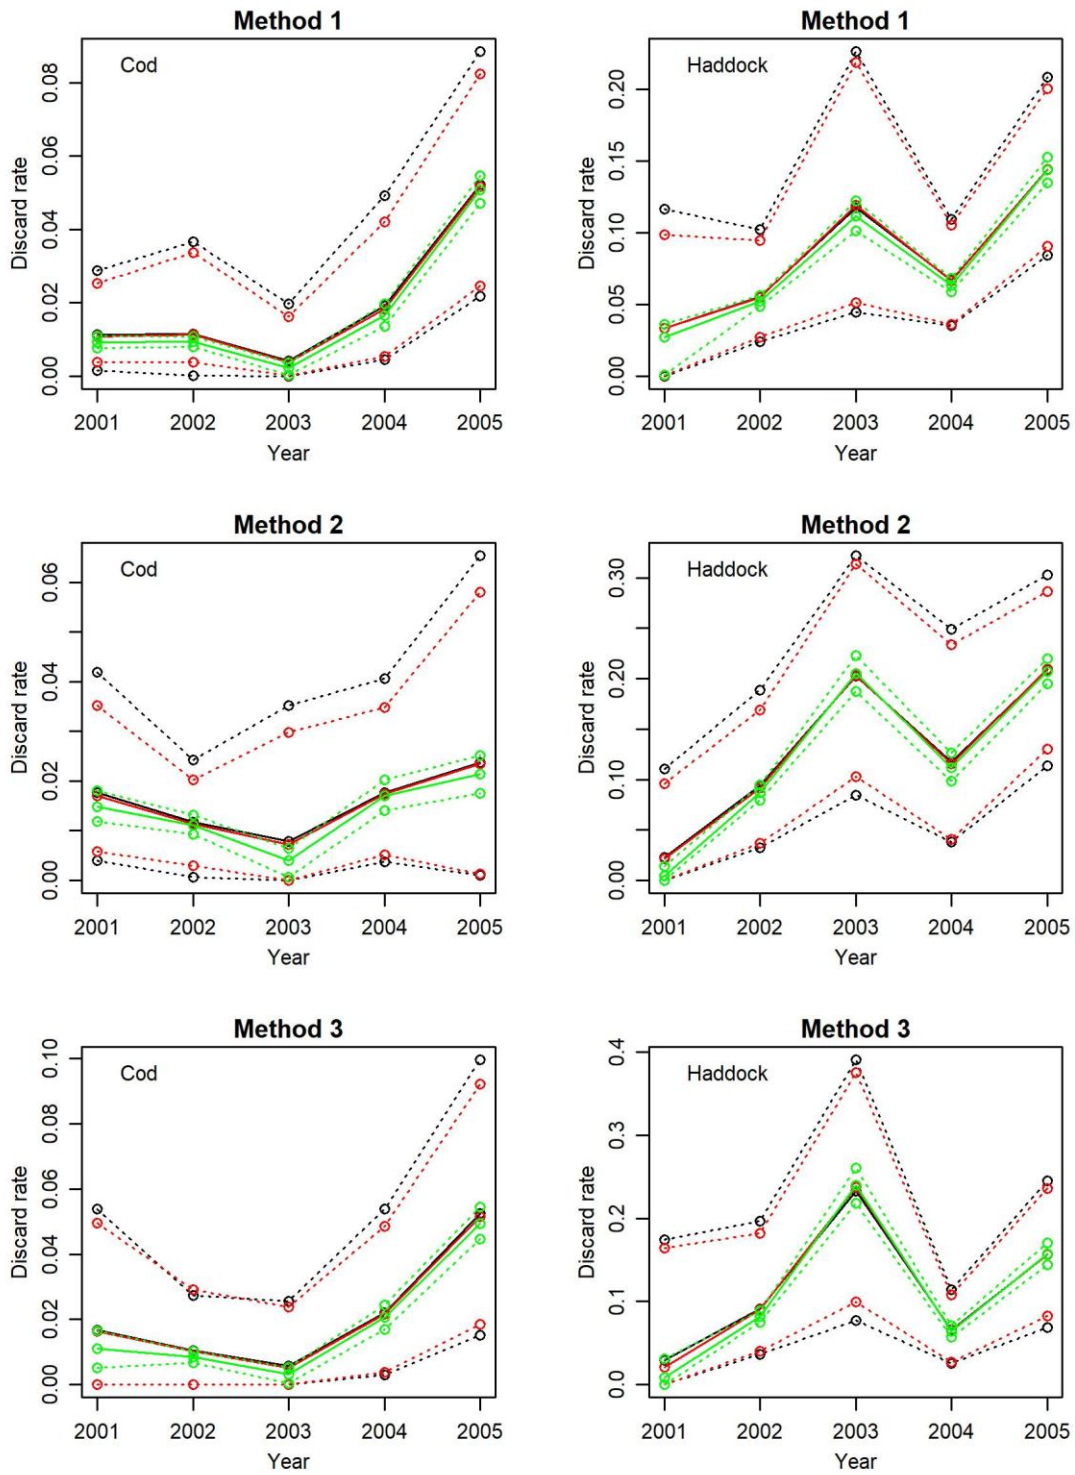 Method 1
Cod
Discard rate
0.08
0.06
0.04
0.02
0.00
2001 2002 2003 2004 2005
Year
Method 1
Haddock
Discard rate
0.20
0.15
0.10
0.05
0.00
2001 2002 2003 2004 2005
Year
Method 2
Cod
Discard rate
0.06
0.04
0.02
0.00
2001 2002 2003 2004 2005
Year
Method 2
Haddock
Discard rate
0.30
0.20
0.10
0.00
2001 2002 2003 2004 2005
Year
Method 3
Cod
Discard rate
0.10
0.08
0.06
0.04
0.02
0.00
2001 2002 2003 2004 2005
Year
Method 3
Haddock
Discard rate
0.4
0.3
0.2
0.1
0.0
2001 2002 2003 2004 2005
Year